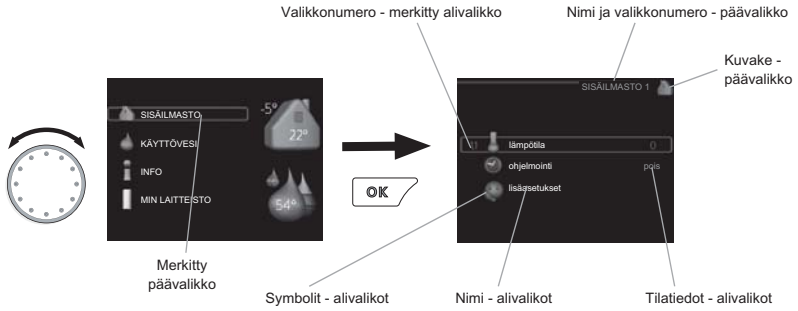 Valikkonumero - merkitty alivalikko
Nimi ja valikkonumero - päävalikko
Kuvake -
päävalikko
SISÄILMASTO
KÄYTTÖVESI
INFO
MIN LAITTEISTO
-5°
22°
54°
OK
SISÄILMASTO 1
1.1 lämpötila 0
ohjelmointi pois
lisäasetukset
Merkitty
päävalikko
Symbolit - alivalikot
Nimi - alivalikot
Tilatiedot - alivalikot